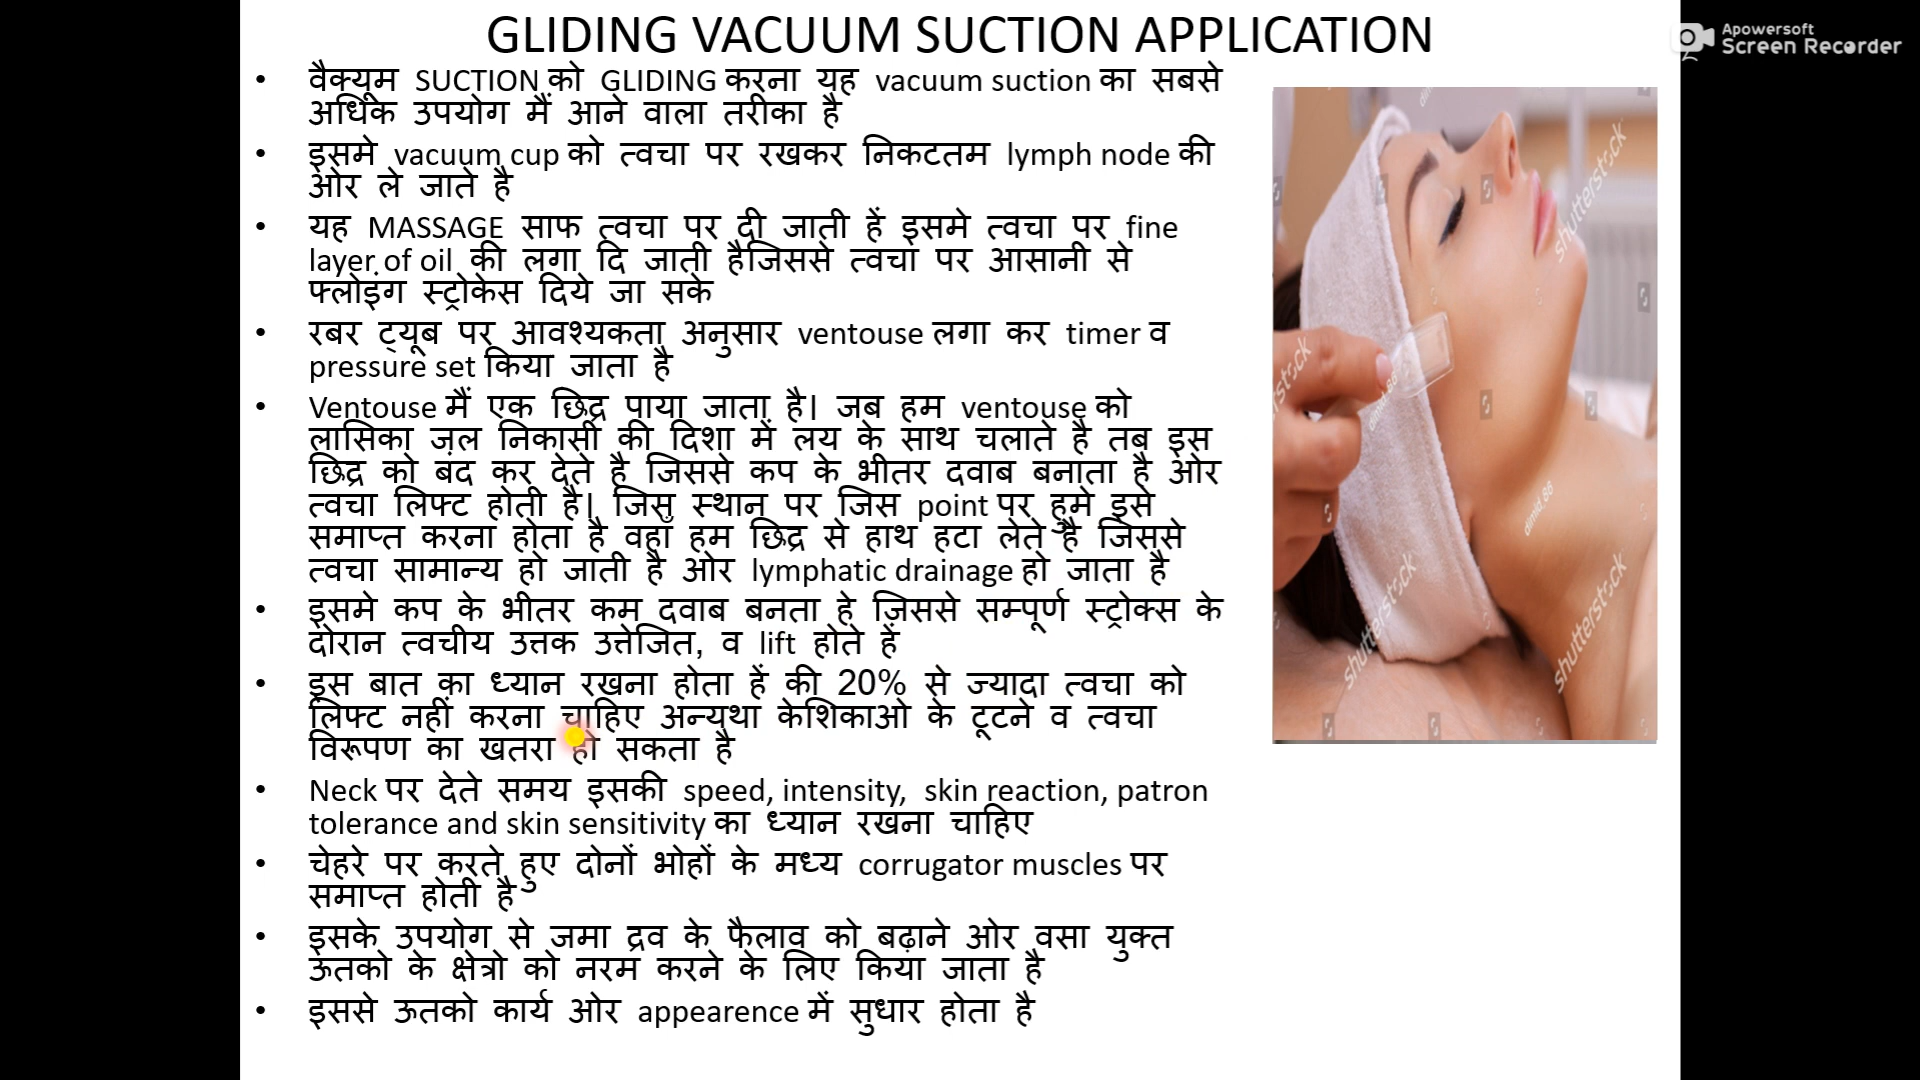 GLIDING VACUUM SUCTION APPLICATION
Apowersoft
Screen Recorder
• वैक्यूम SUCTION को GLIDING करना यह vacuum suction का सबसे
अधिक उपयोग मैं आने वाला तरीका है
• इसमे vacuum cup को त्वचा पर रखकर निकटतम lymph node की
ओर ले जाते है
• यह MASSAGE साफ त्वचा पर दी जाती हें इसमे त्वचा पर fine
layer of oil की लगा दि जाती हैजिससे त्वचा पर आसानी से
फ्लोइंग स्ट्रोकेस दिये जा सके
• रबर ट्यूब पर आवश्यकता अनुसार ventouse लगा कर timer व
pressure set किया जाता है
• Ventouse मैं एक छिद्र पाया जाता है। जब हम ventouse को
लासिका जल निकासी की दिशा में लय के साथ चलाते है तब इस
छिद्र को बंद कर देते है जिससे कप के भीतर दवाब बनाता है ओर
त्वचा लिफ्ट होती है। जिस स्थान पर जिस point पर हुमे इसे
समाप्त करना होता है वहाँ हम छिद्र से हाथ हटा लेते है जिससे
त्वचा सामान्य हो जाती है ओर lymphatic drainage हो जाता है
• इसमे कप के भीतर कम दवाब बनता हे जिससे सम्पूर्ण स्ट्रोक्स के
दोरान त्वचीय उत्तक उत्तेजित, व lift होते हें
• इस बात का ध्यान रखना होता हें की 20% से ज्यादा त्वचा को
लिफ्ट नहीं करना चाहिए अन्यथा केशिकाओ के टूटने व त्वचा
विरूपण का खतरा हो सकता है
• Neck पर देते समय इसकी speed, intensity, skin reaction, patron
tolerance and skin sensitivity का ध्यान रखना चाहिए
• चेहरे पर करते हुए दोनों भोहों के मध्य corrugator muscles पर
समाप्त होती है
• इसके उपयोग से जमा द्रव के फैलाव को बढ़ाने ओर वसा युक्त
ऊतको के क्षेत्रो को नरम करने के लिए किया जाता है
• इससे ऊतको कार्य ओर appearence में सुधार होता है
shutterstock
shutterstock
shutterstock
dimid_86